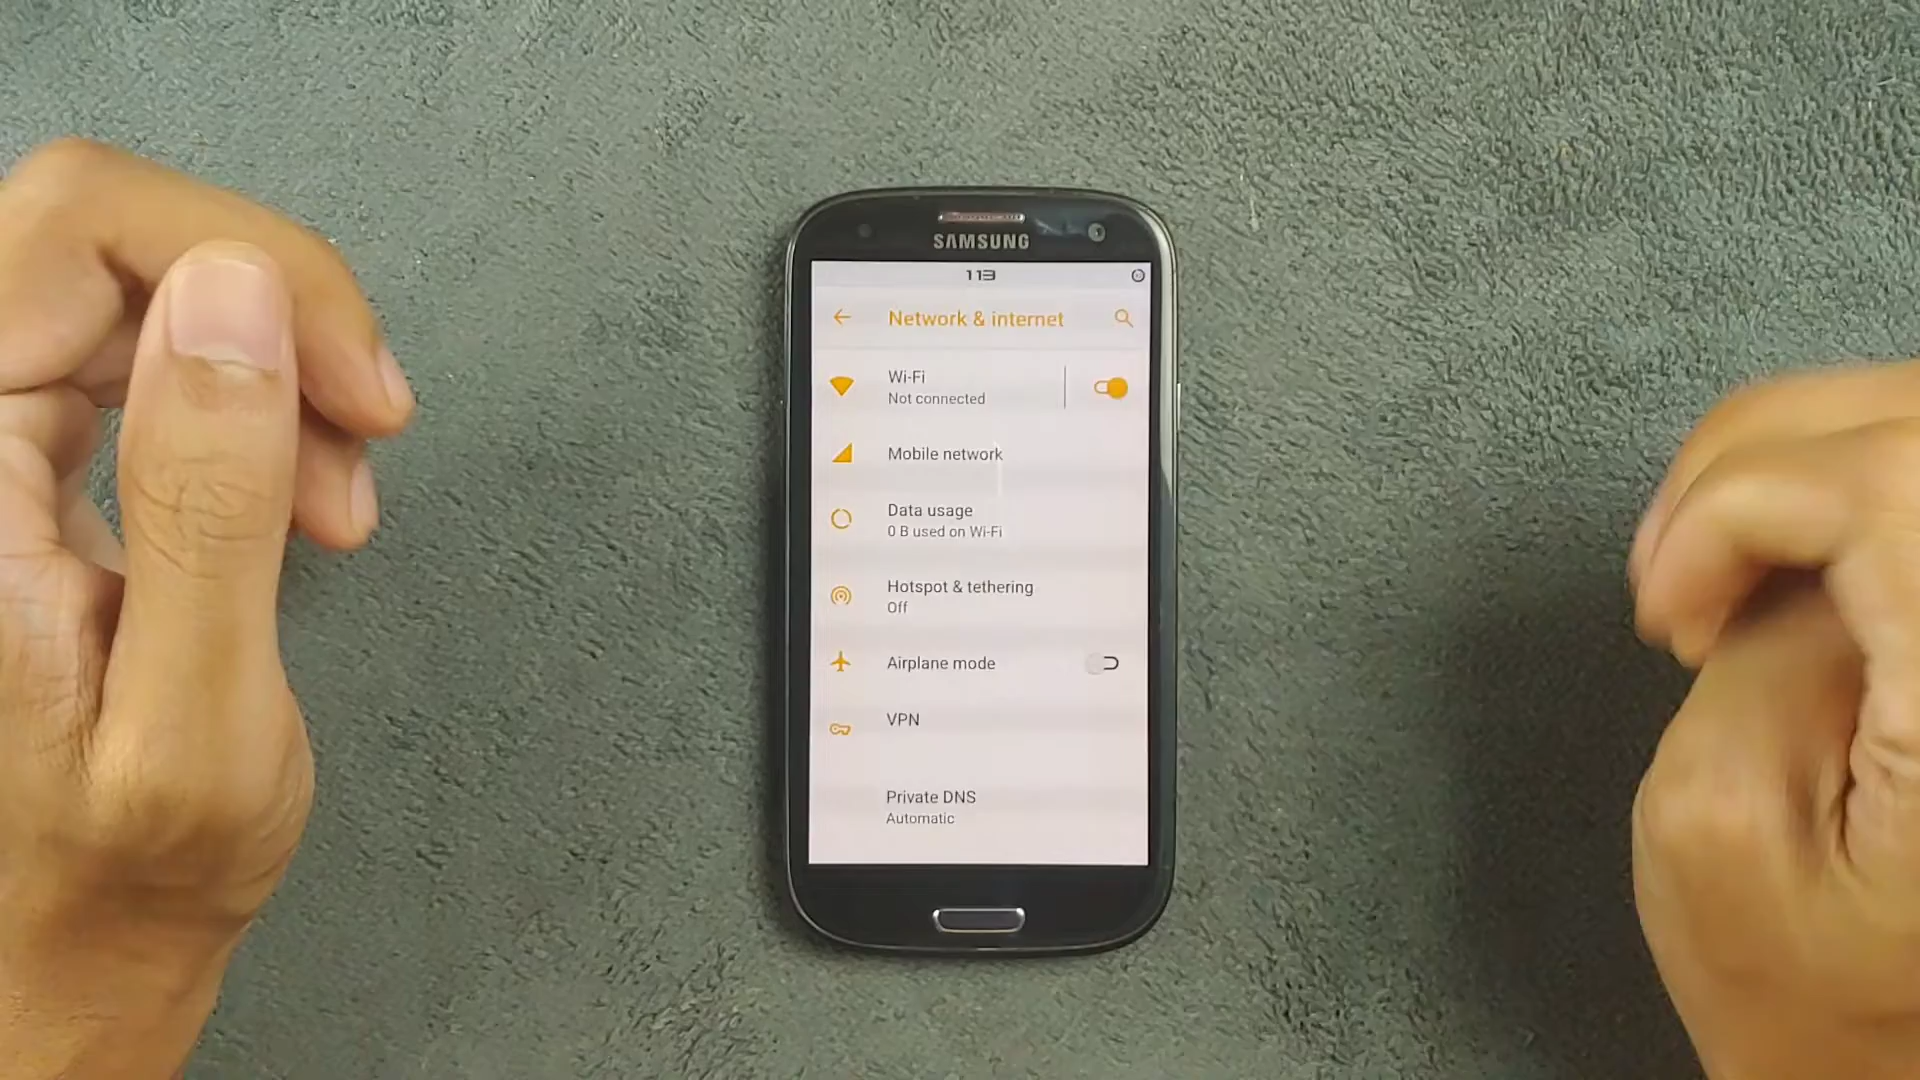 SAMSUNG
113
Network & internet
Wi-Fi
Not connected
Mobile network
Data usage
0 B used on Wi-Fi
Hotspot & tethering
Off
Airplane mode
VPN
Private DNS
Automatic